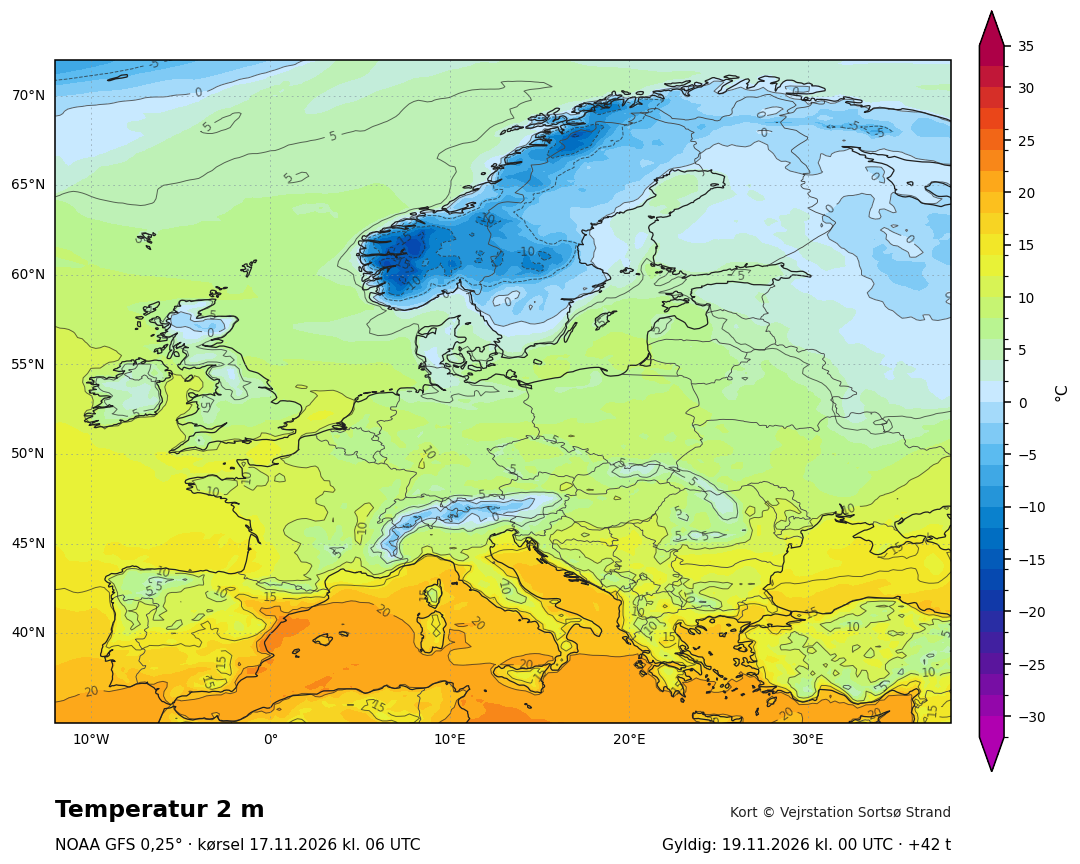 70°N
65°N
60°N
55°N
50°N
45°N
40°N
10°W
0°
10°E
20°E
30°E
35
30
25
20
15
10
5
0
−5
−10
−15
−20
−25
−30
°C
Temperatur 2 m
Kort © Vejrstation Sortsø Strand
NOAA GFS 0,25° · kørsel 17.11.2026 kl. 06 UTC
Gyldig: 19.11.2026 kl. 00 UTC · +42 t